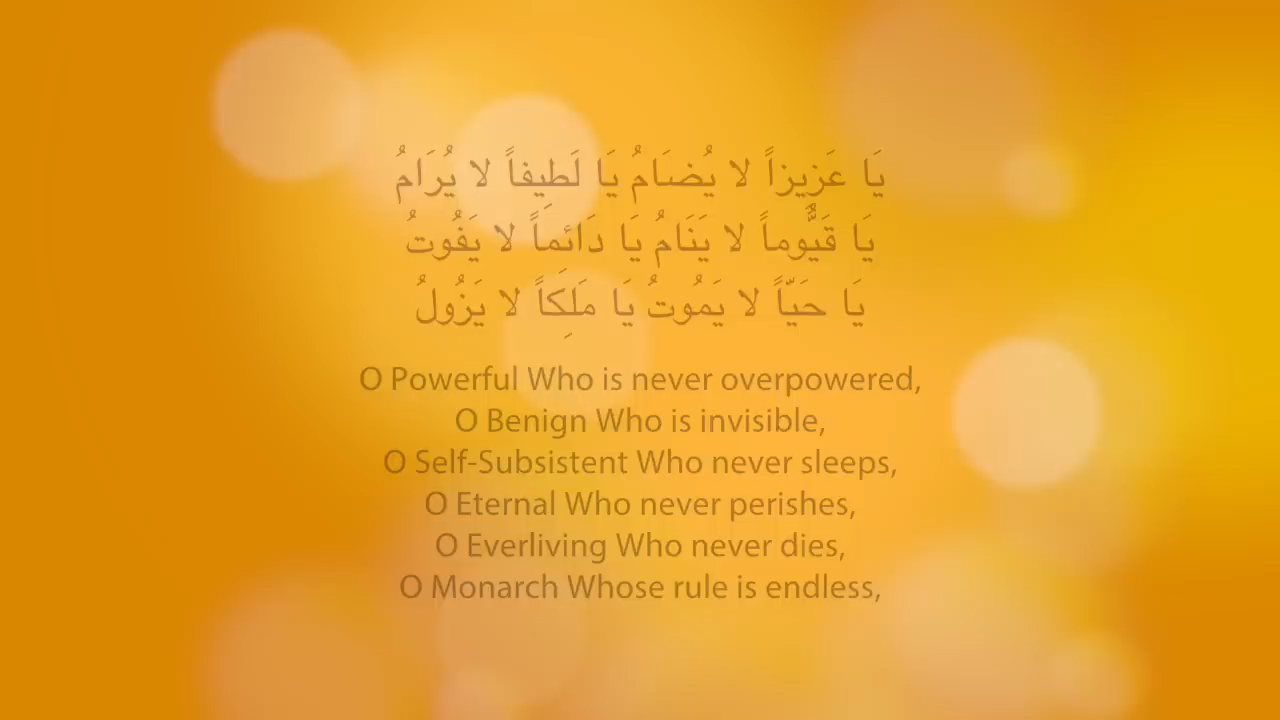 يَا عَزِيزاً لا يُضَامُ يَا لَطِيفاً لا يُرَامُ
يَا قَيُّوماً لا يَنَامُ يَا دَائِماً لا يَفُوتُ
يَا حَيّاً لا يَمُوتُ يَا مَلِكاً لا يَزُولُ
O Powerful Who is never overpowered,
O Benign Who is invisible,
O Self-Subsistent Who never sleeps,
O Eternal Who never perishes,
O Everliving Who never dies,
O Monarch Whose rule is endless,